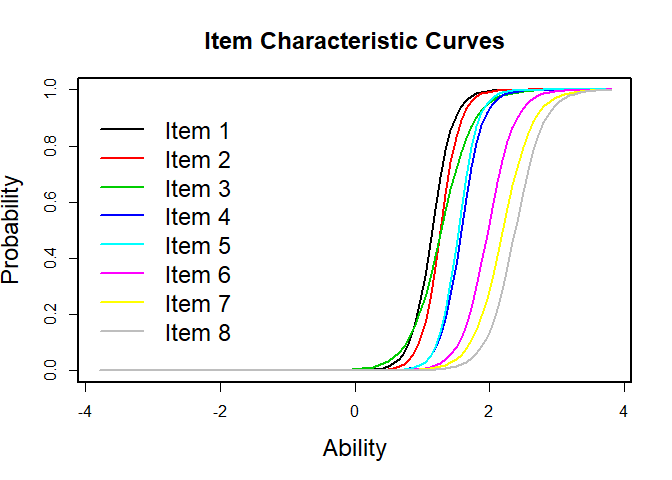 Item Characteristic Curves
Probability
1.0
0.8
0.6
0.4
0.2
0.0
Item 1
Item 2
Item 3
Item 4
Item 5
Item 6
Item 7
Item 8
-4 -2 0 2 4
Ability